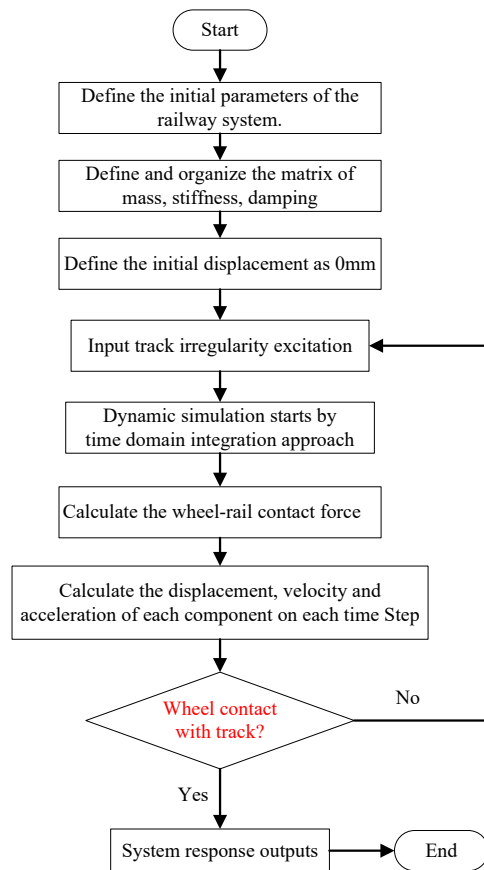 Start
Define the initial parameters of the
railway system.
Define and organize the matrix of
mass, stiffness, damping
Define the initial displacement as 0mm
Input track irregularity excitation
Dynamic simulation starts by
time domain integration approach
Calculate the wheel-rail contact force
Calculate the displacement, velocity and
acceleration of each component on each time Step
Wheel contact
with track?
No
Yes
System response outputs
End